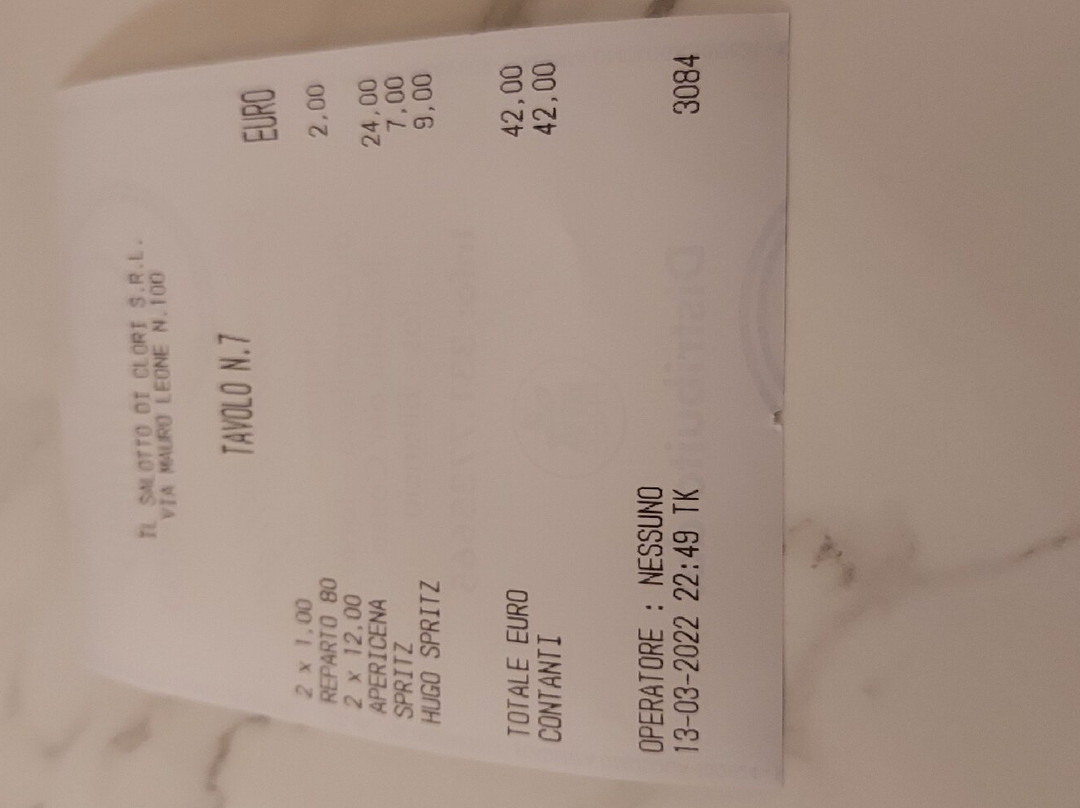 IL SALOTTO DI CLORI S.R.L.
VIA MAURO LEONE N.100
TAVOLO N.7
EURO
2 x 1,00
REPARTO 80 2,00
2 x 12,00
APERICENA 24,00
SPRITZ 7,00
HUGO SPRITZ 9,00
TOTALE EURO 42,00
CONTANTI 42,00
OPERATORE : NESSUNO
13-03-2022 22:49 TK 3084